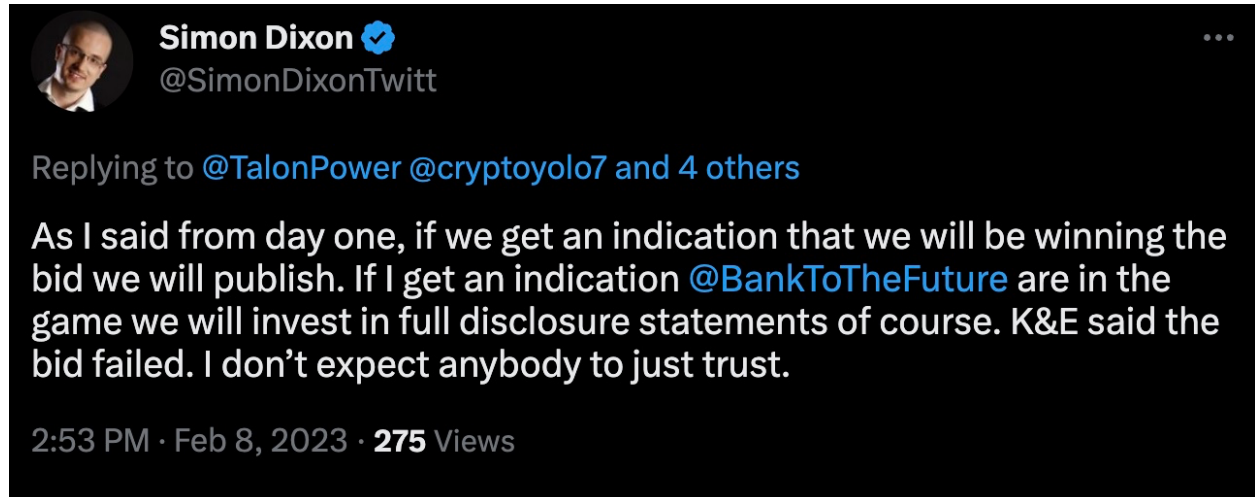 Simon Dixon
@SimonDixonTwitt
Replying to @TalonPower @cryptoyolo7 and 4 others
As I said from day one, if we get an indication that we will be winning the
bid we will publish. If I get an indication @BankToTheFuture are in the
game we will invest in full disclosure statements of course. K&E said the
bid failed. I don’t expect anybody to just trust.
2:53 PM · Feb 8, 2023 · 275 Views